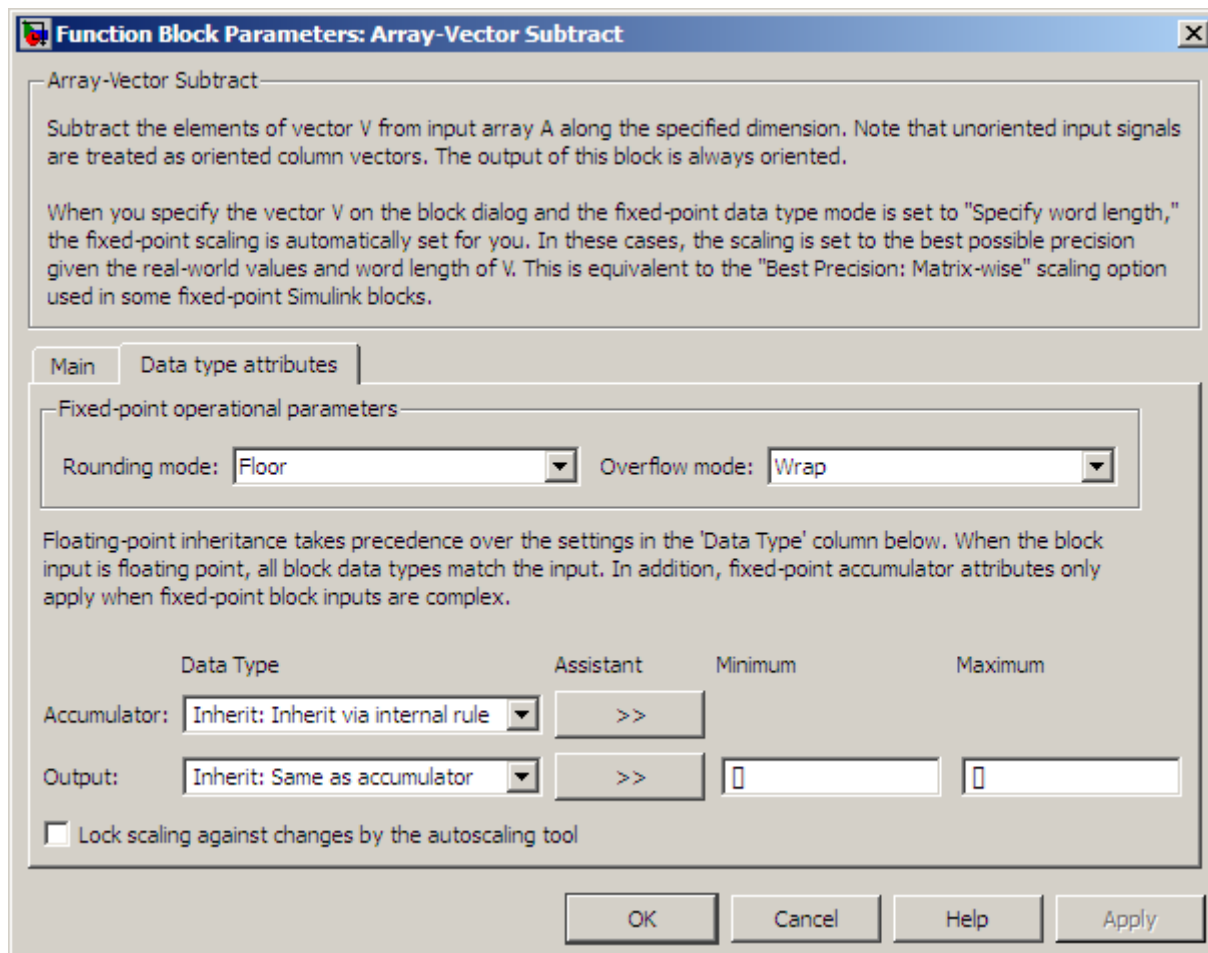 Function Block Parameters: Array-Vector Subtract
Array-Vector Subtract
Subtract the elements of vector V from input array A along the specified dimension. Note that unoriented input signals
are treated as oriented column vectors. The output of this block is always oriented.
When you specify the vector V on the block dialog and the fixed-point data type mode is set to "Specify word length,"
the fixed-point scaling is automatically set for you. In these cases, the scaling is set to the best possible precision
given the real-world values and word length of V. This is equivalent to the "Best Precision: Matrix-wise" scaling option
used in some fixed-point Simulink blocks.
Main Data type attributes
Fixed-point operational parameters
Rounding mode: Floor Overflow mode: Wrap
Floating-point inheritance takes precedence over the settings in the 'Data Type' column below. When the block
input is floating point, all block data types match the input. In addition, fixed-point accumulator attributes only
apply when fixed-point block inputs are complex.
Data Type Assistant Minimum Maximum
Accumulator: Inherit: Inherit via internal rule >>
Output: Inherit: Same as accumulator >> [] []
Lock scaling against changes by the autoscaling tool
OK Cancel Help Apply